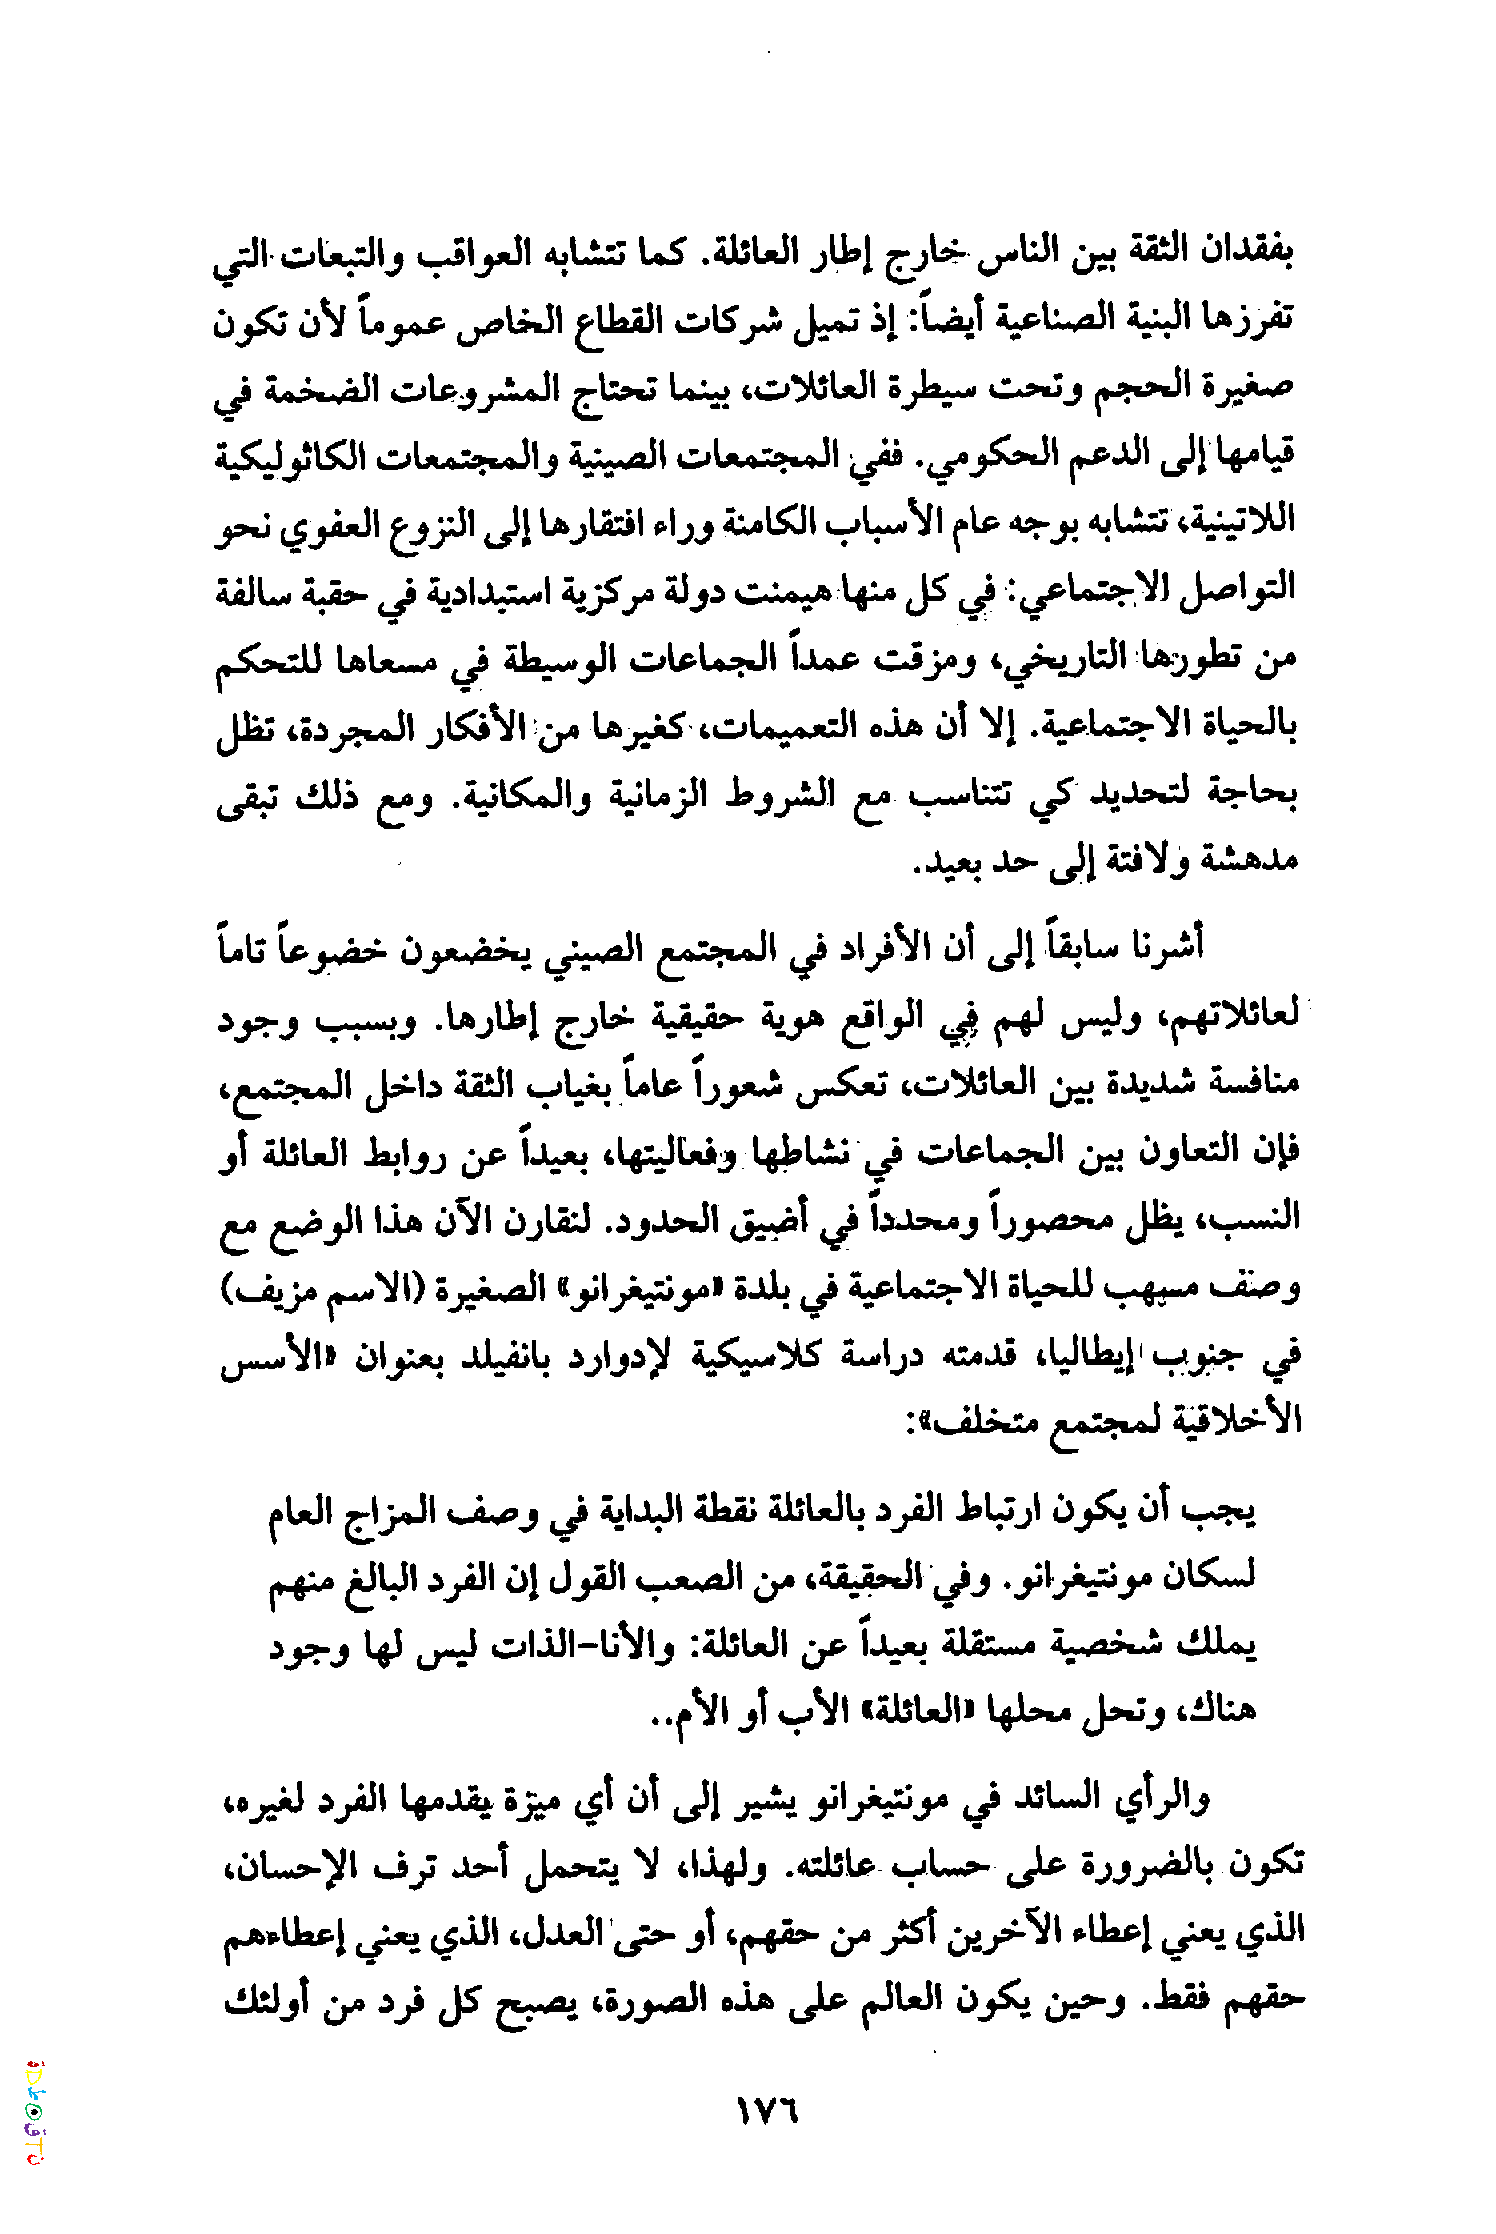 بفقدان الثقة بين الناس خارج إطار العائلة. كما تتشابه العواقب والتبعات التي
تفرزها البنية الصناعية أيضاً: إذ تميل شركات القطاع الخاص عموماً لأن تكون
صغيرة الحجم وتحت سيطرة العائلات، بينما تحتاج المشروعات الضخمة في
قيامها إلى الدعم الحكومي. ففي المجتمعات الصينية والمجتمعات الكاثوليكية
اللاتينية، تتشابه بوجه عام الأسباب الكامنة وراء افتقارها إلى النزوع العفوي نحو
التواصل الاجتماعي: في كل منها هيمنت دولة مركزية استبدادية في حقبة سالفة
من تطورها التاريخي، ومزقت عمداً الجماعات الوسيطة في مسعاها للتحكم
بالحياة الاجتماعية. إلا أن هذه التعميمات، كغيرها من الأفكار المجردة، تظل
بحاجة لتحديد كي تتناسب مع الشروط الزمانية والمكانية. ومع ذلك تبقى
مدهشة ولافتة إلى حد بعيد.
أشرنا سابقاً إلى أن الأفراد في المجتمع الصيني يخضعون خضوعاً تاماً
لعائلاتهم، وليس لهم في الواقع هوية حقيقية خارج إطارها. وبسبب وجود
منافسة شديدة بين العائلات، تعكس شعوراً عاماً بغياب الثقة داخل المجتمع،
فإن التعاون بين الجماعات في نشاطها وفعاليتها، بعيداً عن روابط العائلة أو
النسب، يظل محصوراً ومحدداً في أضيق الحدود. لنقارن الآن هذا الوضع مع
وصف مسهب للحياة الاجتماعية في بلدة «مونتيغرانو» الصغيرة (الاسم مزيف)
في جنوب إيطاليا، قدمته دراسة كلاسيكية لإدوارد بانفيلد بعنوان «الأسس
الأخلاقية لمجتمع متخلف»:
يجب أن يكون ارتباط الفرد بالعائلة نقطة البداية في وصف المزاج العام
لسكان مونتيغرانو. وفي الحقيقة، من الصعب القول إن الفرد البالغ منهم
يملك شخصية مستقلة بعيداً عن العائلة: والأنا-الذات ليس لها وجود
هناك، وتحل محلها «العائلة» الأب أو الأم..
والرأي السائد في مونتيغرانو يشير إلى أن أي ميزة يقدمها الفرد لغيره،
تكون بالضرورة على حساب عائلته. ولهذا، لا يتحمل أحد ترف الإحسان،
الذي يعني إعطاء الآخرين أكثر من حقهم، أو حتى العدل، الذي يعني إعطاءهم
حقهم فقط. وحين يكون العالم على هذه الصورة، يصبح كل فرد من أولئك
١٧٦